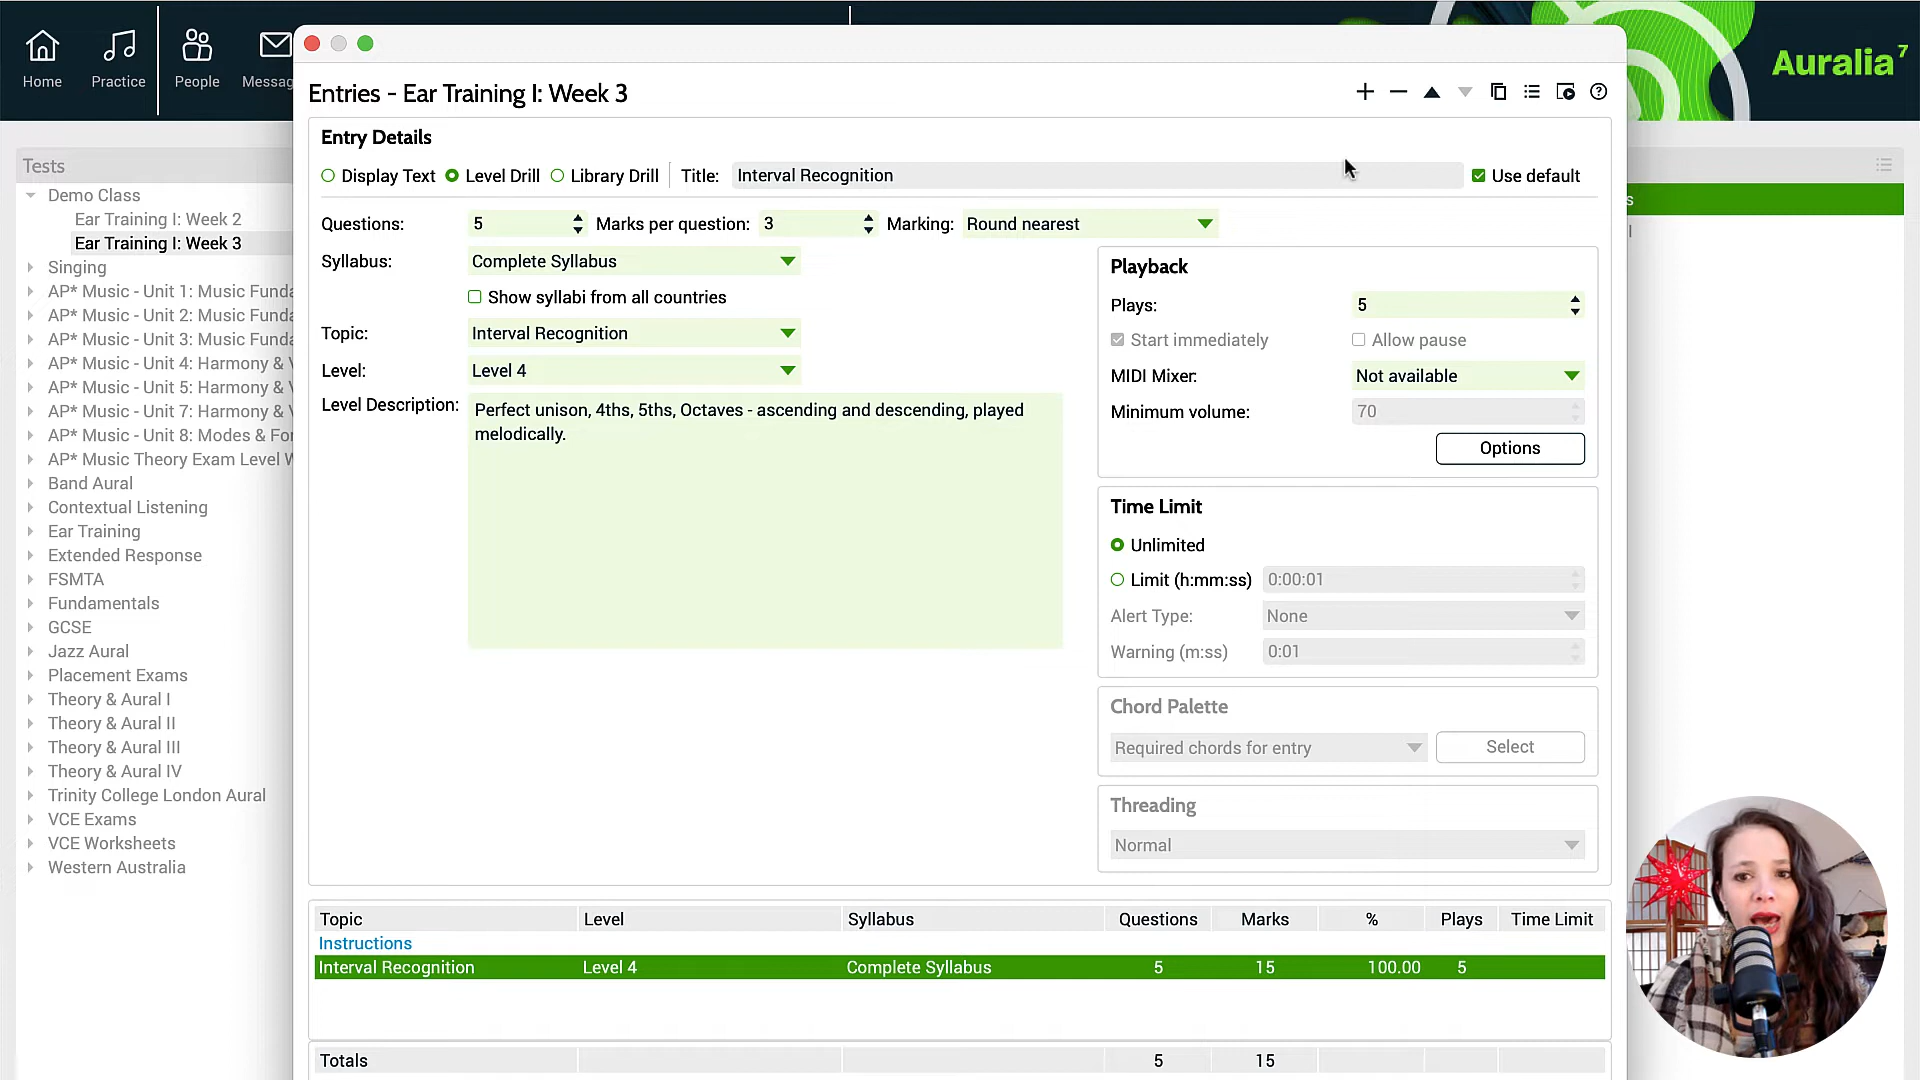 Home
Practice
People
Messag
Auralia7
Entries - Ear Training I: Week 3
Entry Details
Display Text
Level Drill
Library Drill
Title:
Interval Recognition
Use default
Questions:
5
Marks per question:
3
Marking:
Round nearest
Syllabus:
Complete Syllabus
Show syllabi from all countries
Topic:
Interval Recognition
Level:
Level 4
Level Description:
Perfect unison, 4ths, 5ths, Octaves - ascending and descending, played
melodically.
Playback
Plays:
5
Start immediately
Allow pause
MIDI Mixer:
Not available
Minimum volume:
70
Options
Time Limit
Unlimited
Limit (h:mm:ss)
0:00:01
Alert Type:
None
Warning (m:ss)
0:01
Chord Palette
Required chords for entry
Select
Threading
Normal
Topic Level Syllabus Questions Marks % Plays Time Limit
Instructions
Interval Recognition Level 4 Complete Syllabus 5 15 100.00 5
Totals 5 15
Tests
Demo Class
Ear Training I: Week 2
Ear Training I: Week 3
Singing
AP* Music - Unit 1: Music Funda
AP* Music - Unit 2: Music Funda
AP* Music - Unit 3: Music Funda
AP* Music - Unit 4: Harmony & V
AP* Music - Unit 5: Harmony & V
AP* Music - Unit 7: Harmony & V
AP* Music - Unit 8: Modes & For
AP* Music Theory Exam Level W
Band Aural
Contextual Listening
Ear Training
Extended Response
FSMTA
Fundamentals
GCSE
Jazz Aural
Placement Exams
Theory & Aural I
Theory & Aural II
Theory & Aural III
Theory & Aural IV
Trinity College London Aural
VCE Exams
VCE Worksheets
Western Australia